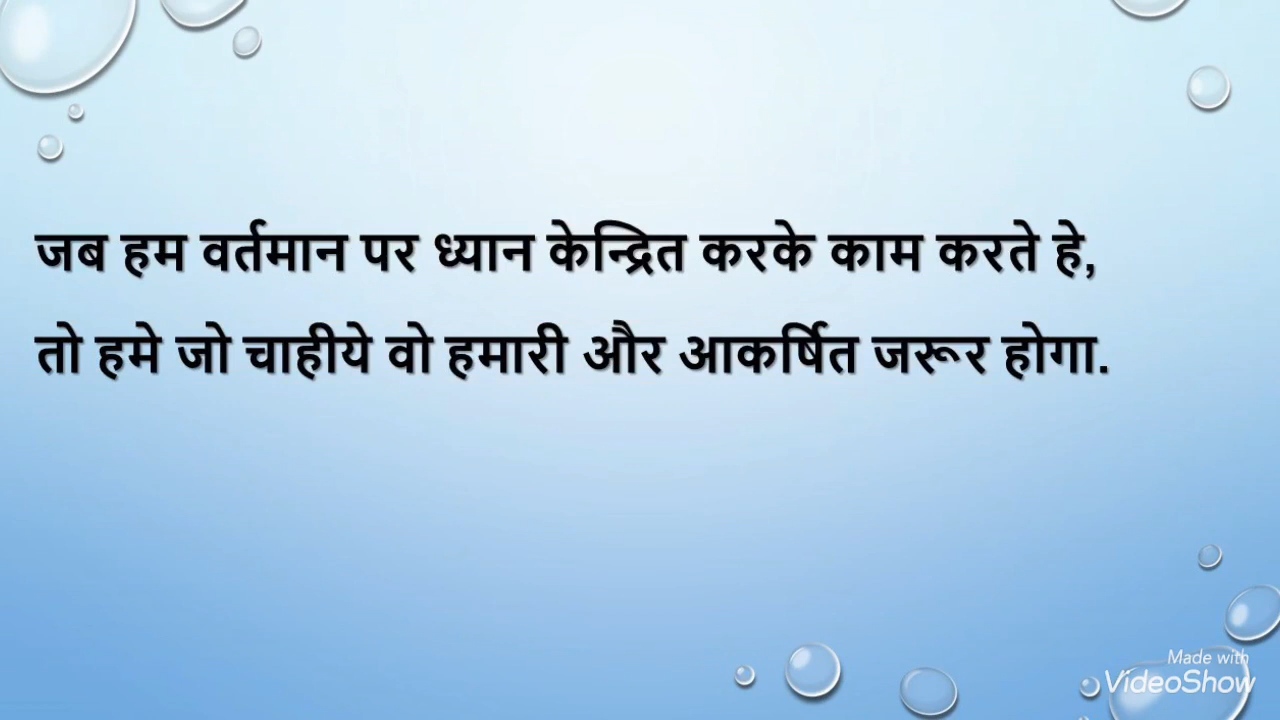 जब हम वर्तमान पर ध्यान केन्द्रित करके काम करते हे,
तो हमे जो चाहीये वो हमारी और आकर्षित जरूर होगा.
Made with
VideoShow